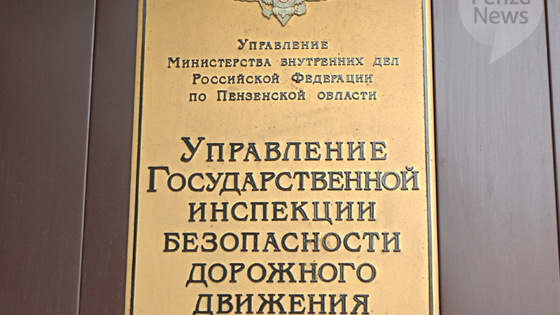 Penza
News
Управление
Министерства внутренних дел
Российской Федерации
по Пензенской области
Управление
Государственной
инспекции
безопасности
дорожного
движения